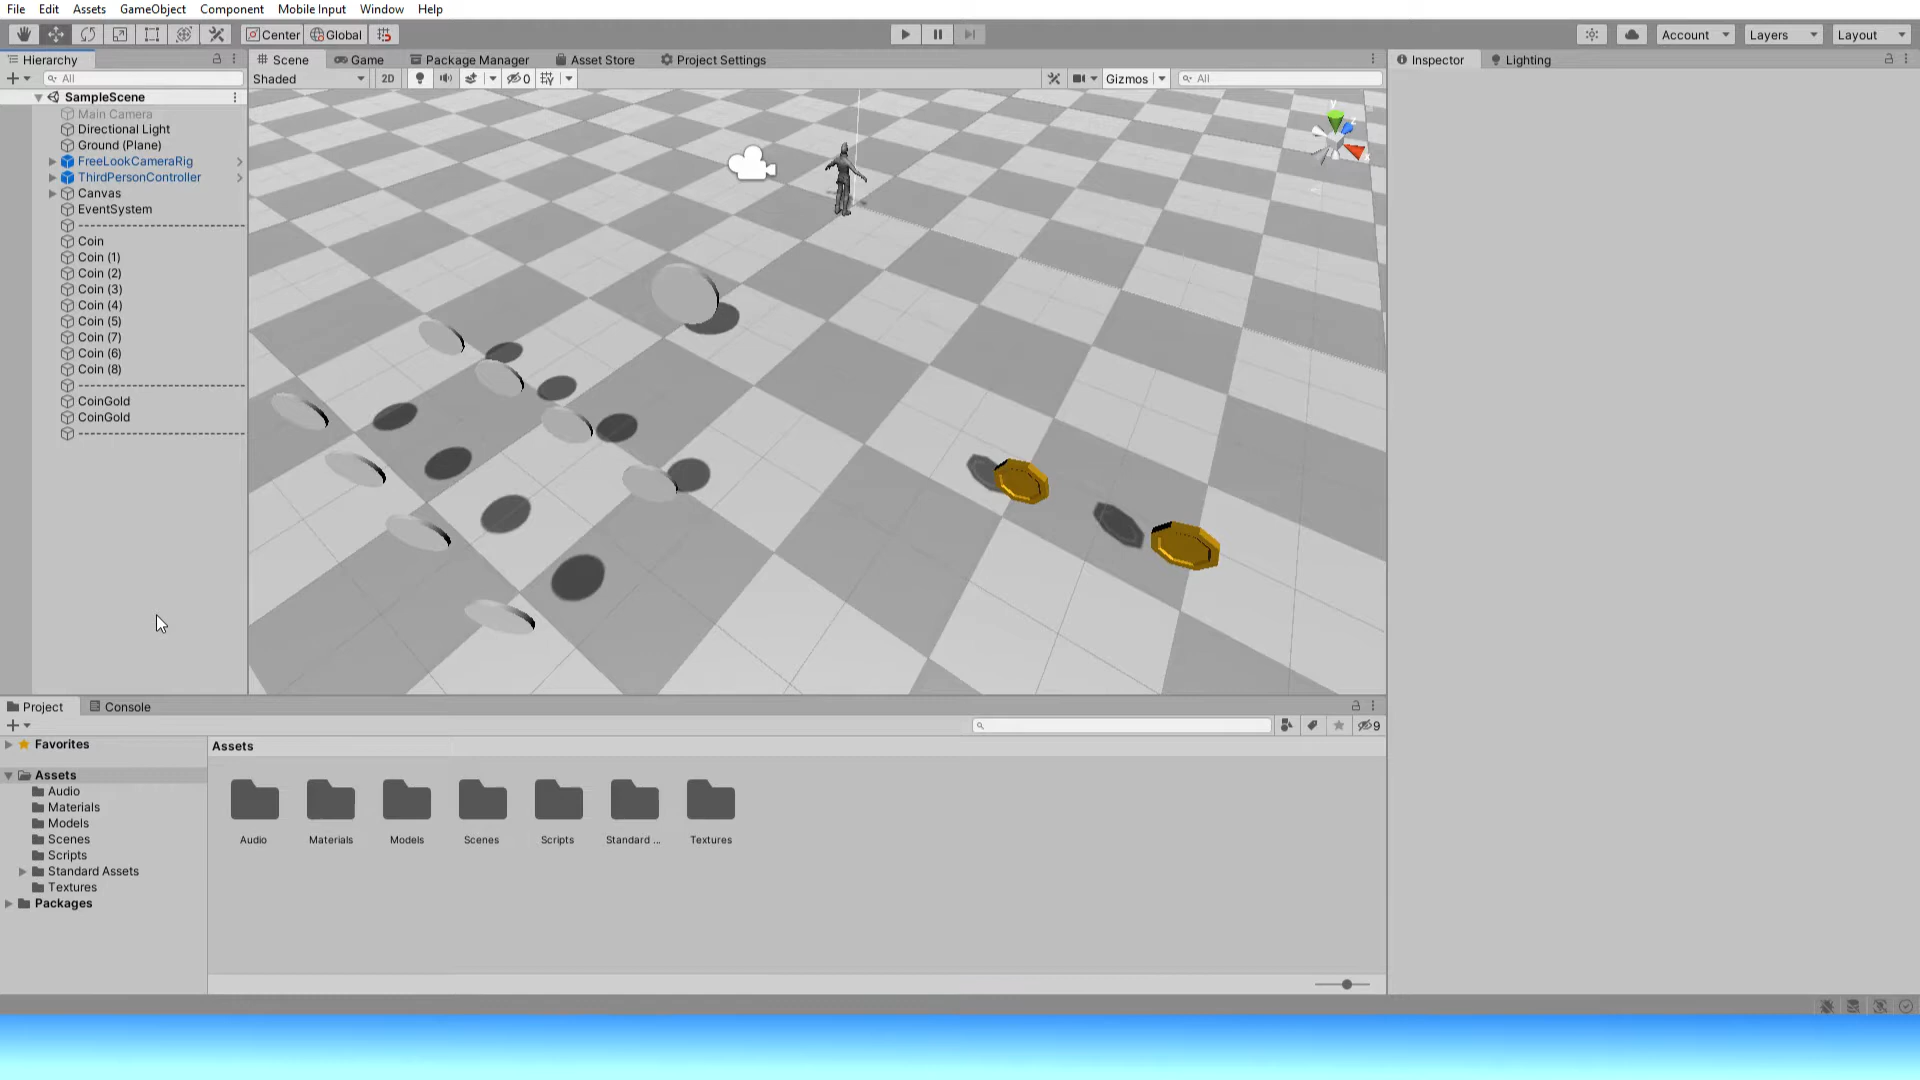 File Edit Assets GameObject Component Mobile Input Window Help
Center Global Account Layers Layout
Hierarchy
All
SampleScene
Main Camera
Directional Light
Ground (Plane)
FreeLookCameraRig
ThirdPersonController
Canvas
EventSystem
-----------------------------------
Coin
Coin (1)
Coin (2)
Coin (3)
Coin (4)
Coin (5)
Coin (7)
Coin (6)
Coin (8)
-----------------------------------
CoinGold
CoinGold
-----------------------------------
Scene Game Package Manager Asset Store Project Settings
Shaded 2D 0 Gizmos All
y
z
x
Inspector Lighting
Project Console
9
Favorites
Assets
Audio
Materials
Models
Scenes
Scripts
Standard Assets
Textures
Packages
Assets
Audio Materials Models Scenes Scripts Standard ... Textures